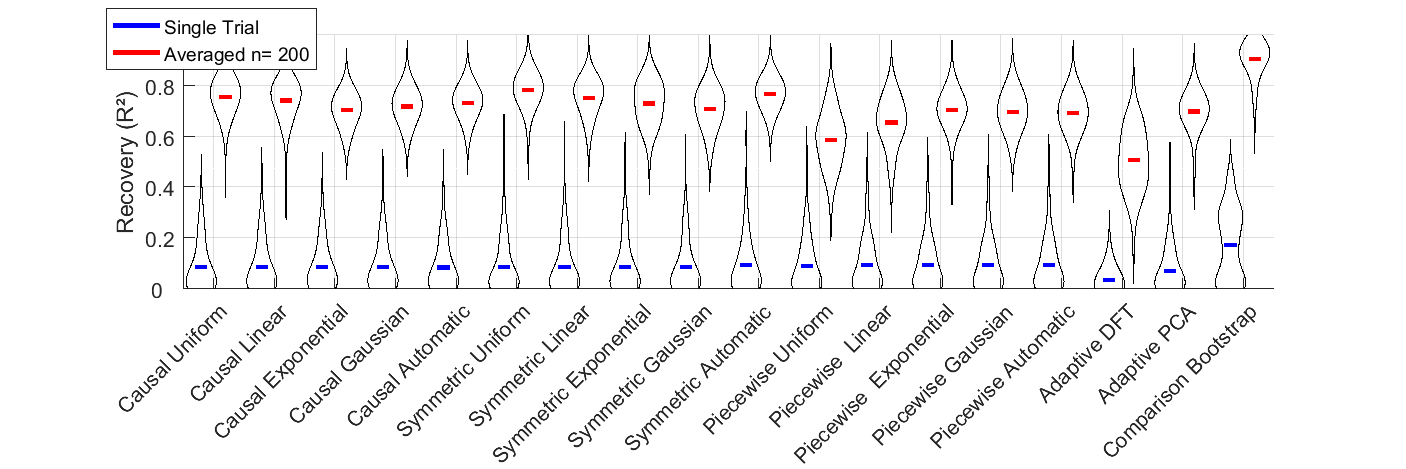 Single Trial
Averaged n= 200
Recovery (R²)
0.8
0.6
0.4
0.2
0
Causal Uniform
Causal Linear
Causal Exponential
Causal Gaussian
Causal Automatic
Symmetric Uniform
Symmetric Linear
Symmetric Exponential
Symmetric Gaussian
Symmetric Automatic
Piecewise Uniform
Piecewise  Linear
Piecewise  Exponential
Piecewise Gaussian
Piecewise Automatic
Adaptive DFT
Adaptive PCA
Comparison Bootstrap